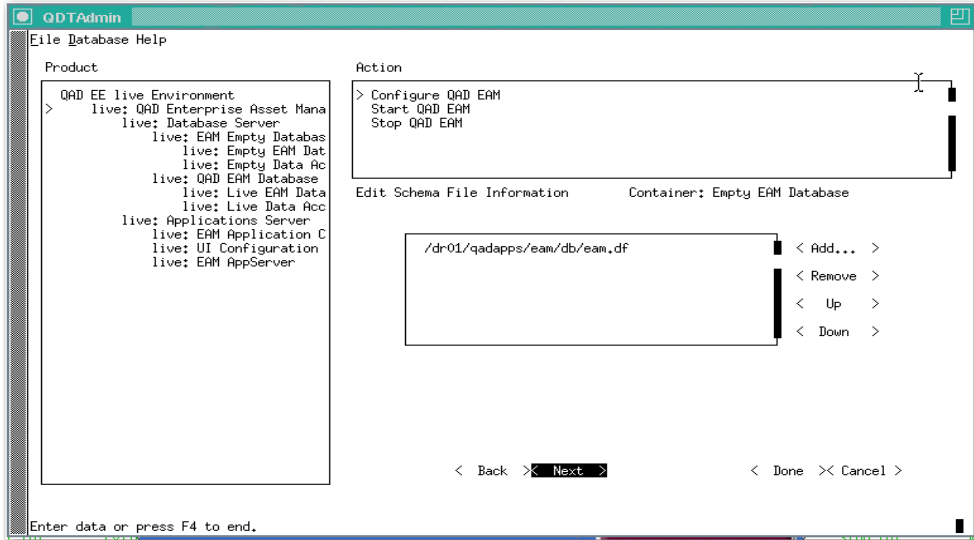 QDTAdmin
File Database Help
Product
QAD EE live Environment
> live: QAD Enterprise Asset Mana
live: Database Server
live: EAM Empty Databas
live: Empty EAM Dat
live: Empty Data Ac
live: QAD EAM Database
live: Live EAM Data
live: Live Data Acc
live: Applications Server
live: EAM Application C
live: UI Configuration
live: EAM AppServer
Action
> Configure QAD EAM
Start QAD EAM
Stop QAD EAM
Edit Schema File Information Container: Empty EAM Database
/dr01/qadapps/eam/db/eam.df
< Add... >
< Remove >
< Up >
< Down >
< Back >< Next > < Done >< Cancel >
Enter data or press F4 to end.